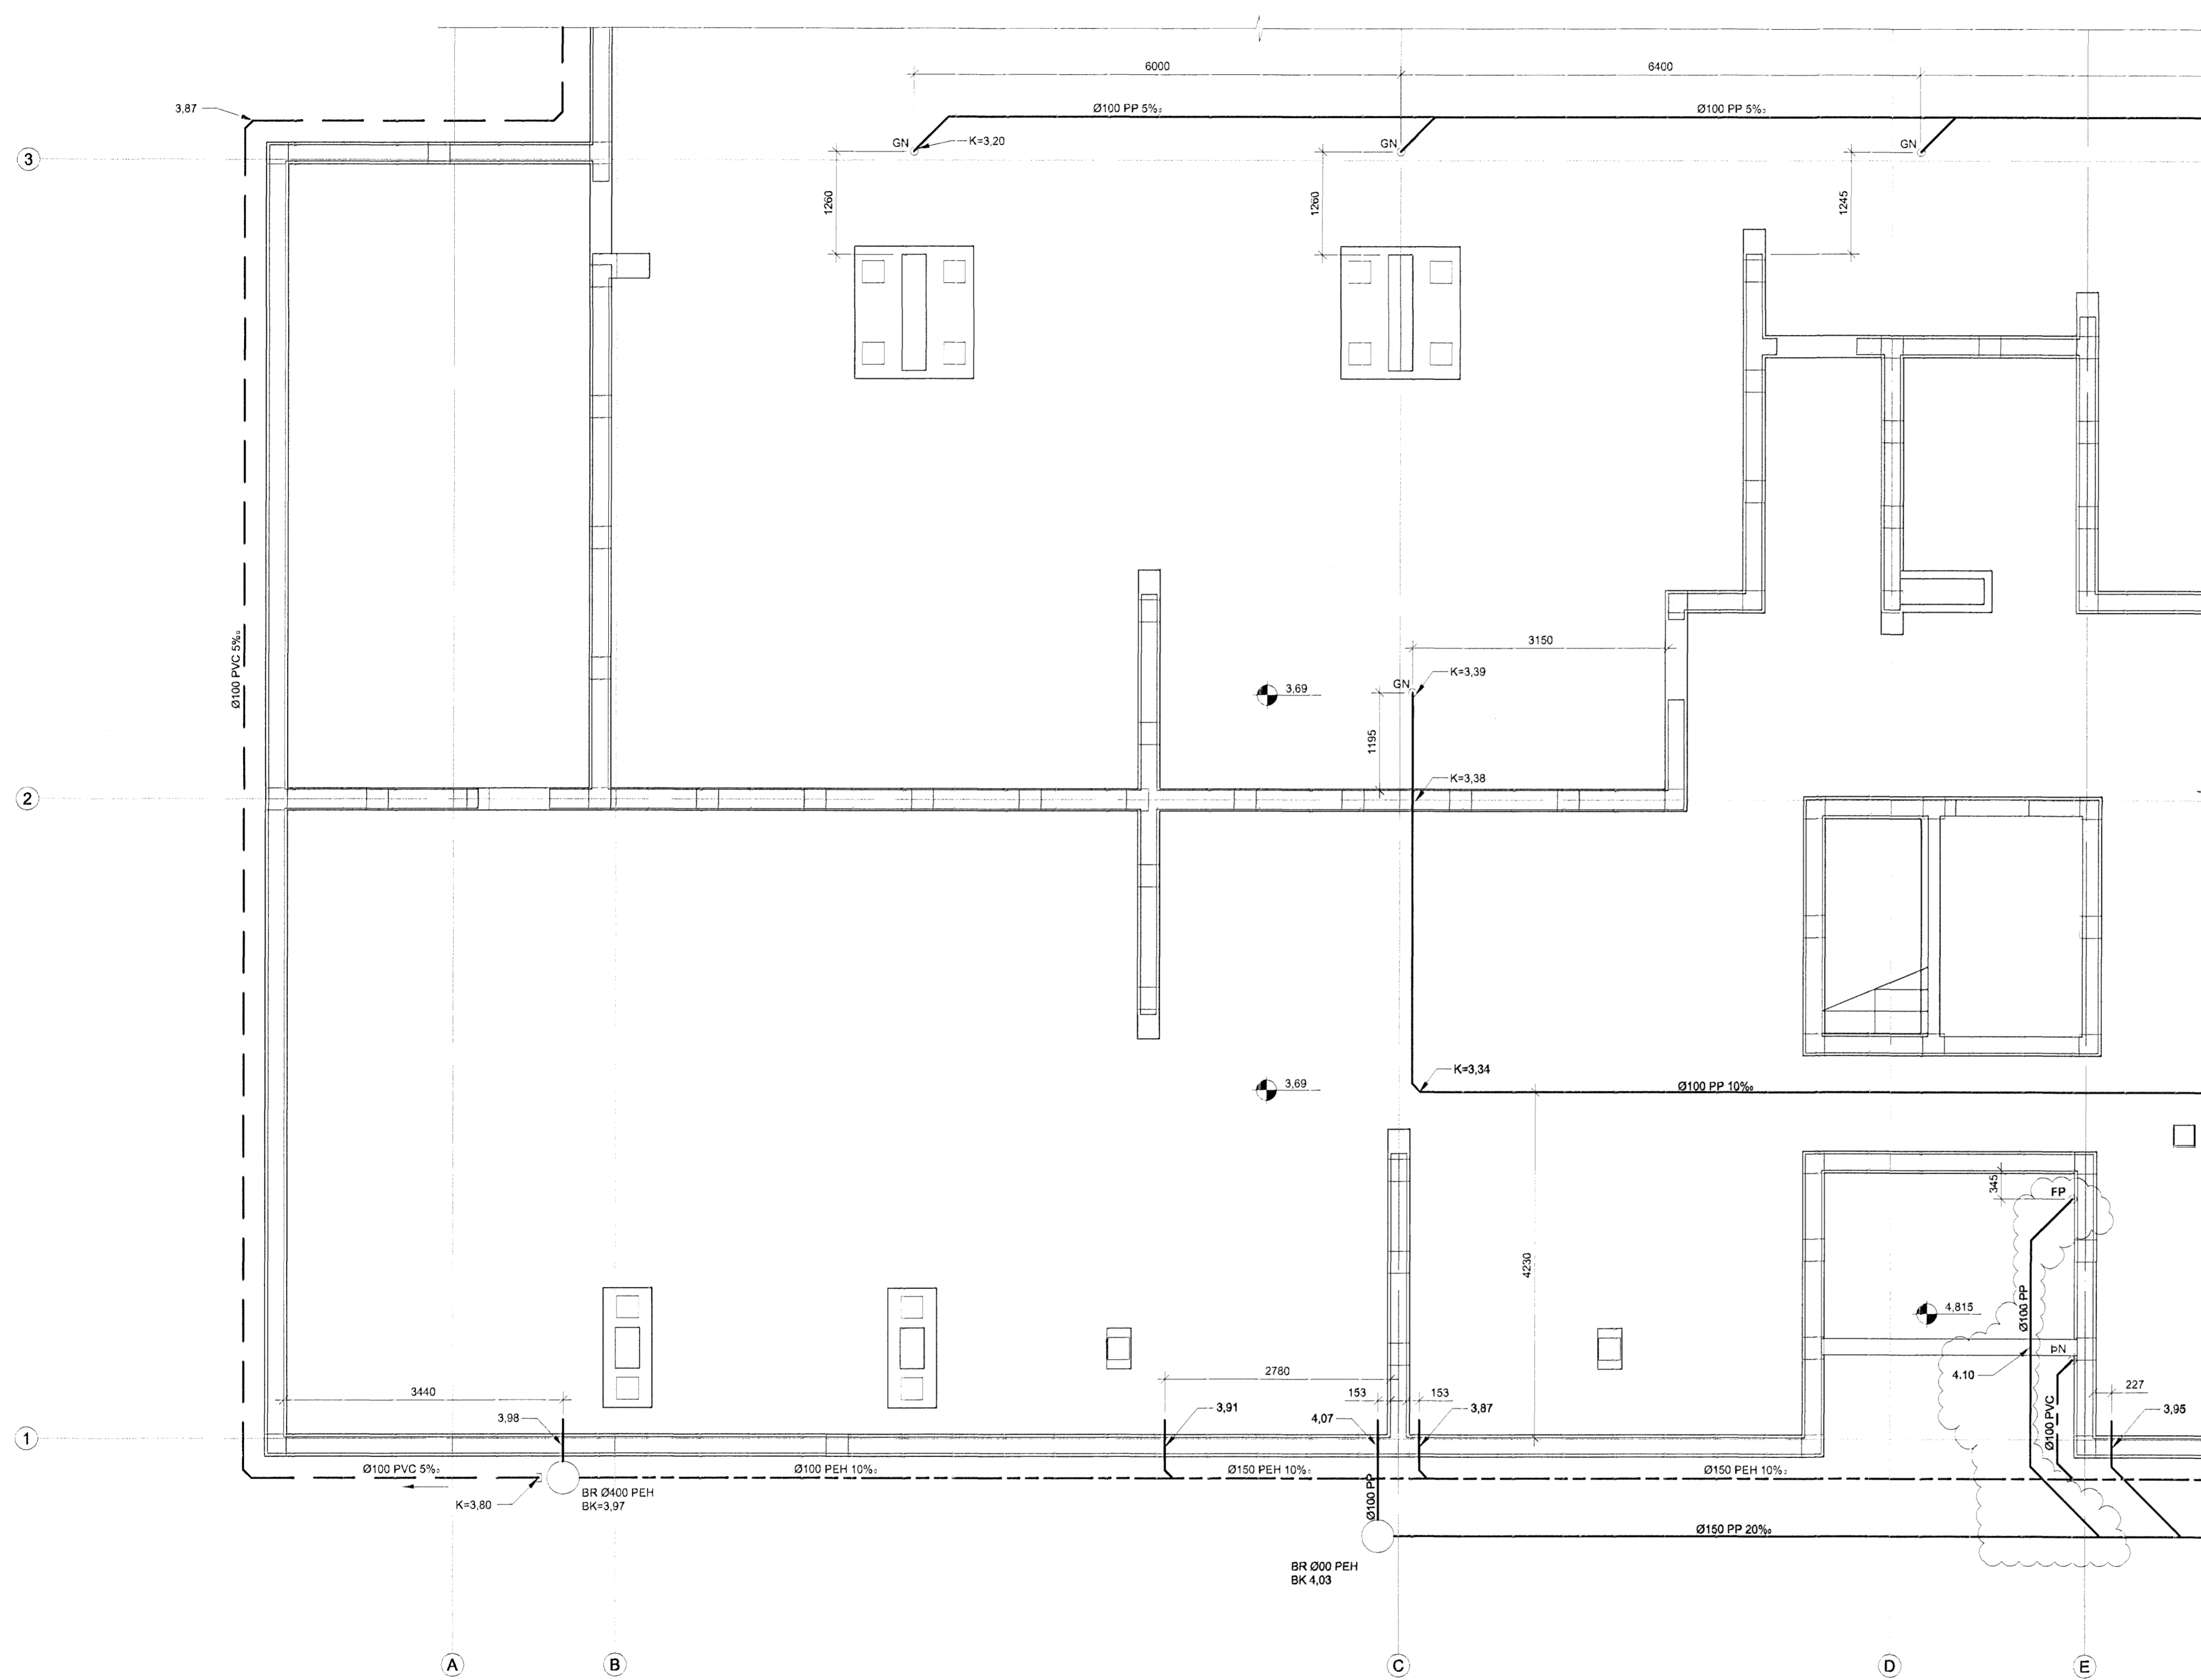 6000
6400
3,87
Ø100 PP 5‰
Ø100 PP 5‰
3
GN
K=3,20
GN
GN
1260
1260
1245
Ø100 PVC 5‰
3150
K=3,39
GN
3,69
1195
K=3,38
2
3,69
K=3,34
Ø100 PP 10‰
345
FP
4230
Ø100 PP
4,815
ÞN
4.10
2780
3440
153
153
227
3,98
3,91
4,07
3,87
3,95
Ø100 PVC
1
Ø100 PVC 5‰
Ø100 PEH 10‰
Ø150 PEH 10‰
Ø150 PEH 10‰
K=3,80
BR Ø400 PEH
BK=3,97
Ø100 PP
Ø150 PP 20‰
BR Ø00 PEH
BK 4,03
A
B
C
D
E